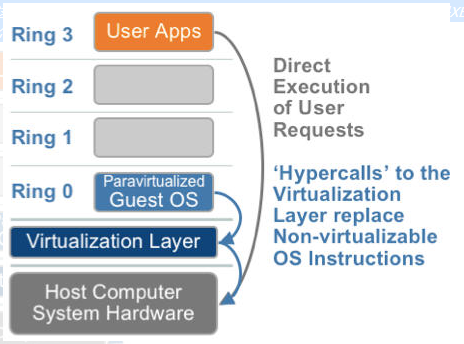 Ring 3
User Apps
Ring 2
Ring 1
Ring 0
Paravirtualized
Guest OS
Virtualization Layer
Host Computer
System Hardware
Direct
Execution
of User
Requests
‘Hypercalls’ to the
Virtualization
Layer replace
Non-virtualizable
OS Instructions